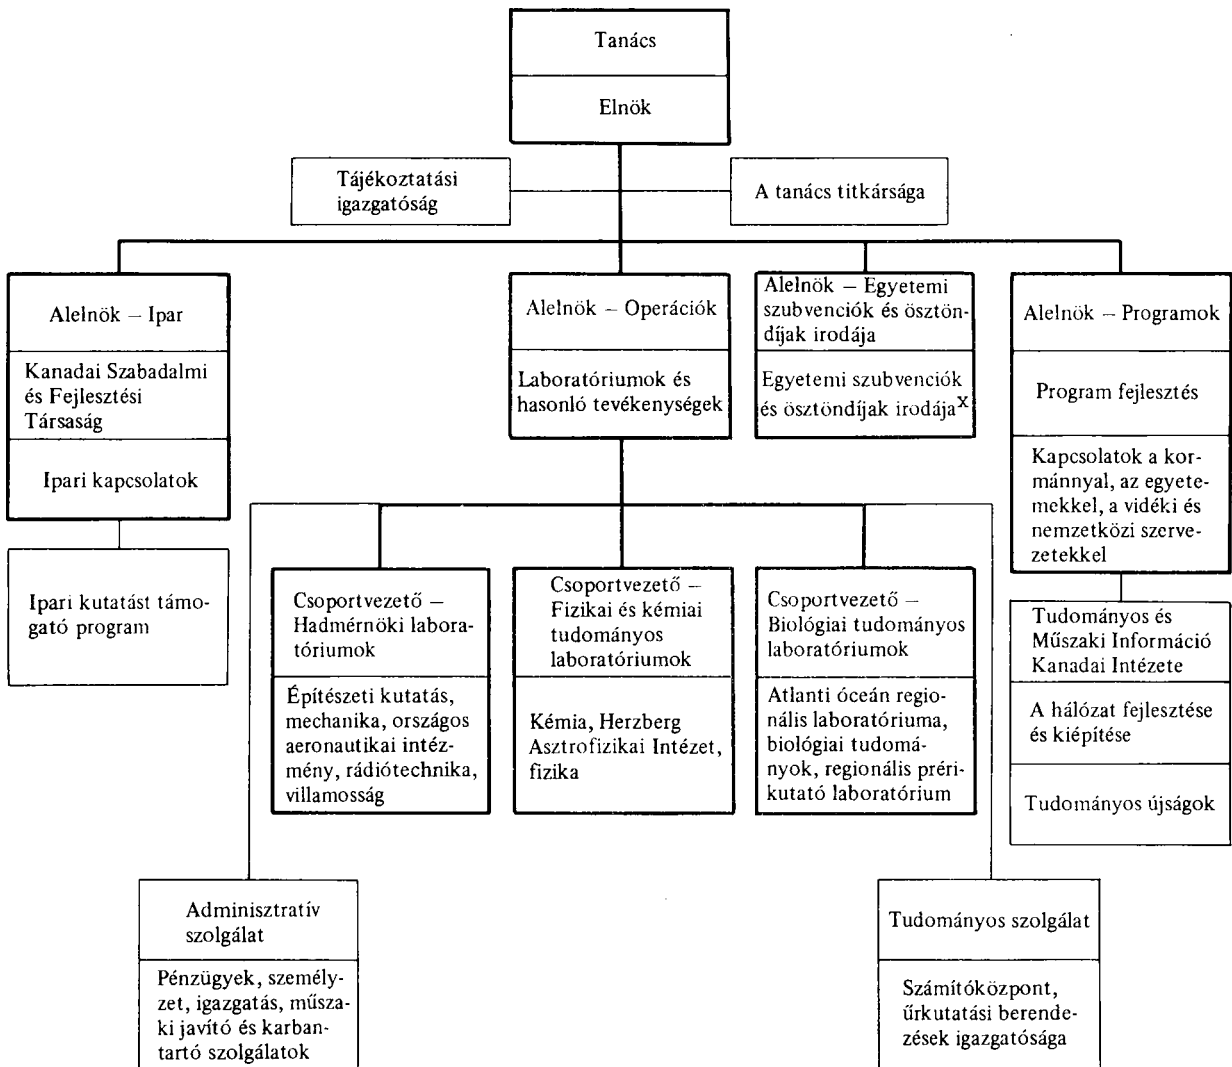 Tanács
Elnök
Tájékoztatási
igazgatóság
A tanács titkársága
Alelnök – Ipar
Kanadai Szabadalmi
és Fejlesztési
Társaság
Ipari kapcsolatok
Ipari kutatást támo-
gató program
Alelnök – Operációk
Laboratóriumok és
hasonló tevékenységek
Alelnök – Egyetemi
szubvenciók és ösztön-
díjak irodája
Egyetemi szubvenciók
és ösztöndíjak irodájaX
Alelnök – Programok
Program fejlesztés
Kapcsolatok a kor-
mánnyal, az egyete-
mekkel, a vidéki és
nemzetközi szerve-
zetekkel
Tudományos és
Műszaki Információ
Kanadai Intézete
A hálózat fejlesztése
és kiépítése
Tudományos újságok
Csoportvezető –
Hadmérnöki labora-
tóriumok
Építészeti kutatás,
mechanika, országos
aeronautikai intéz-
mény, rádiótechnika,
villamosság
Csoportvezető –
Fizikai és kémiai
tudományos
laboratóriumok
Kémia, Herzberg
Asztrofizikai Intézet,
fizika
Csoportvezető –
Biológiai tudományos
laboratóriumok
Atlanti óceán regio-
nális laboratóriuma,
biológiai tudomá-
nyok, regionális préri-
kutató laboratórium
Adminisztratív
szolgálat
Pénzügyek, személy-
zet, igazgatás, műsza-
ki javító és karban-
tartó szolgálatok
Tudományos szolgálat
Számítóközpont,
űrkutatási berende-
zések igazgatósága